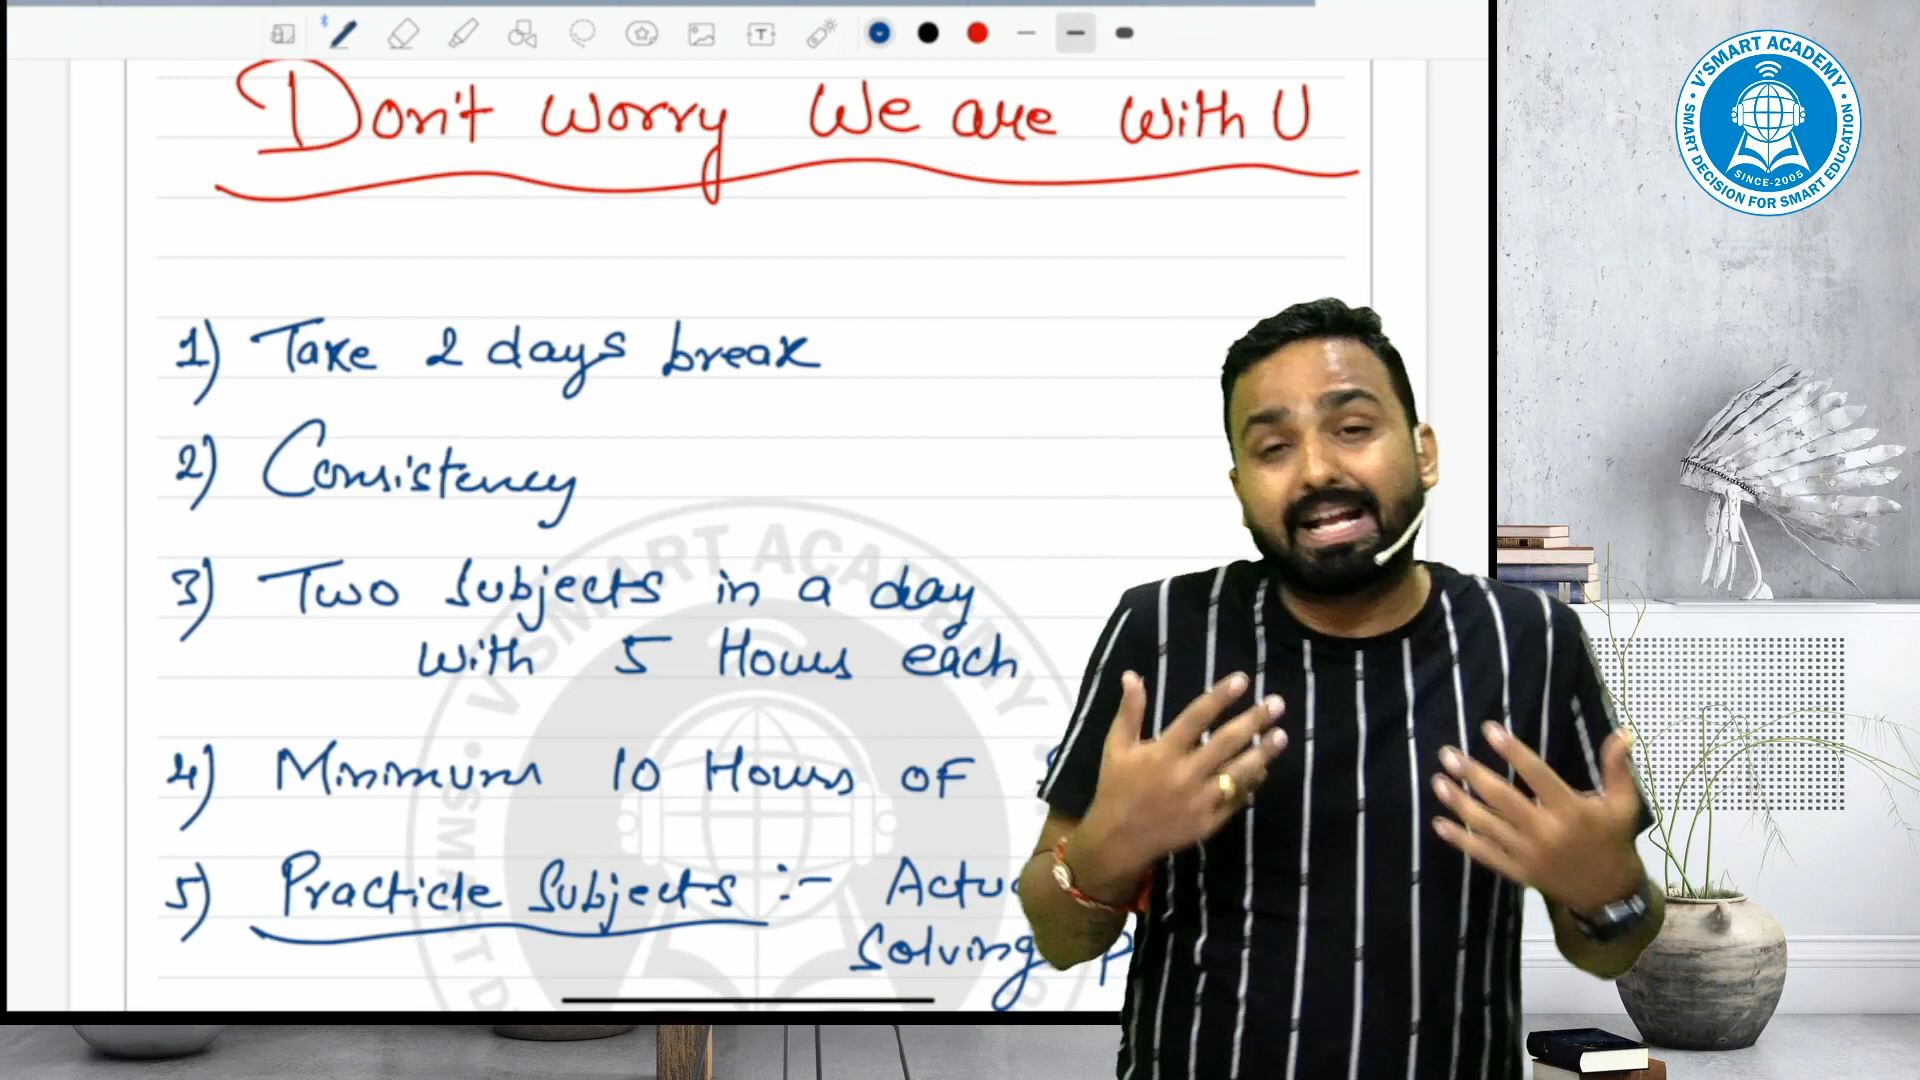 Don't worry We are with U
1) Take 2 days break
2) Consistency
3) Two Subjects in a day
with 5 Hours each
4) Minimum 10 Hours OF
5) Practicle Subjects :-
Solving
V'SMART ACADEMY
SMART DECISION FOR SMART EDUCATION
SINCE-2005
V'SMART ACADEMY
T